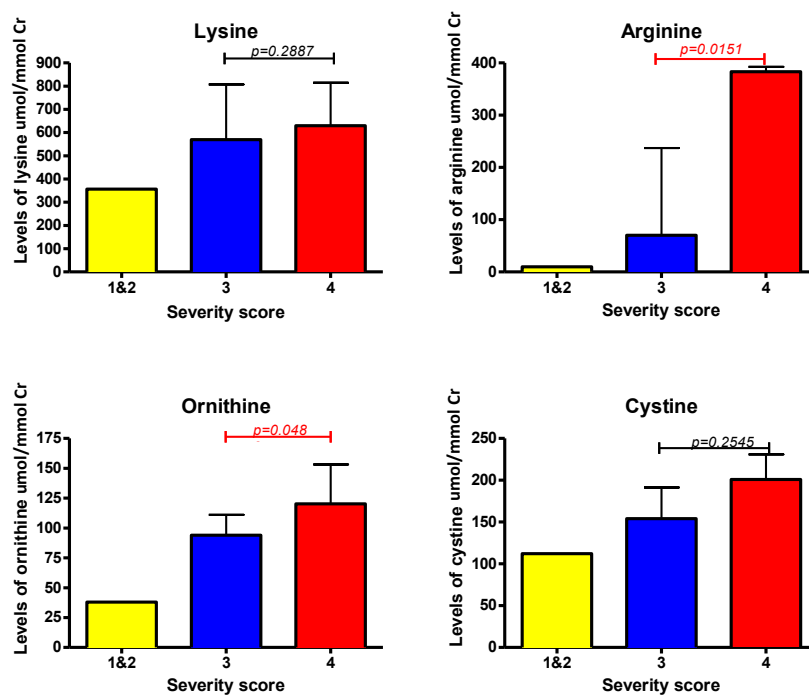 Lysine
p=0.2887
Levels of lysine umol/mmol Cr
900
800
700
600
500
400
300
200
100
0
1&2
3
4
Severity score
Arginine
p=0.0151
Levels of arginine umol/mmol Cr
400
300
200
100
0
1&2
3
4
Severity score
Ornithine
p=0.048
Levels of ornithine umol/mmol Cr
175
150
125
100
75
50
25
0
1&2
3
4
Severity score
Cystine
p=0.2545
Levels of cystine umol/mmol Cr
250
200
150
100
50
0
1&2
3
4
Severity score